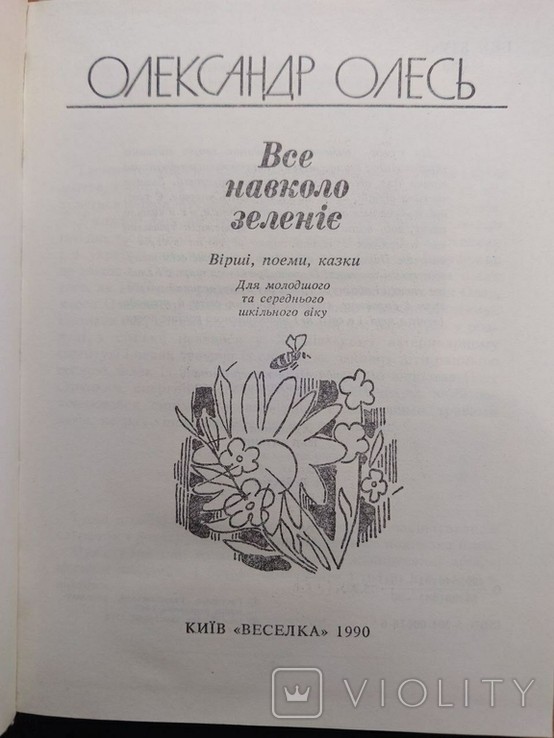 ОЛЕКСАНДР ОЛЕСЬ
Все
навколо
зеленіє
Вірші, поеми, казки
Для молодшого
та середнього
шкільного віку
КИЇВ «ВЕСЕЛКА» 1990
VIOLITY